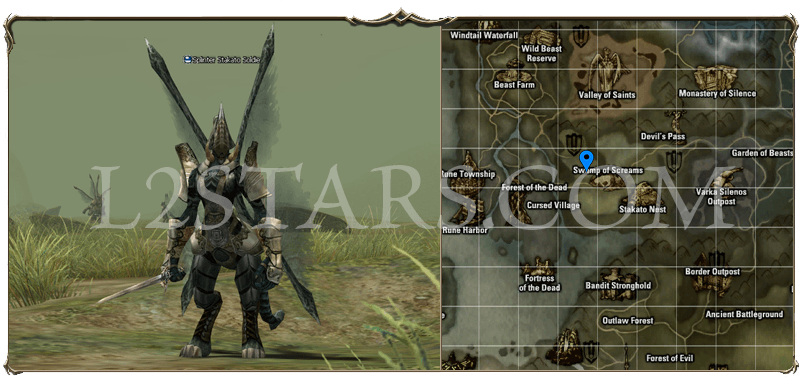 Splinter Stakato Soldier
L2STARS.COM
Windtail Waterfall
Wild Beast
Reserve
Beast Farm
Valley of Saints
Monastery of Silence
Devil's Pass
Garden of Beasts
Swamp of Screams
Rune Township
Forest of the Dead
Varka Silenos
Outpost
Cursed Village
Stakato Nest
Rune Harbor
Fortress
of the Dead
Bandit Stronghold
Border Outpost
Outlaw Forest
Ancient Battleground
Forest of Evil